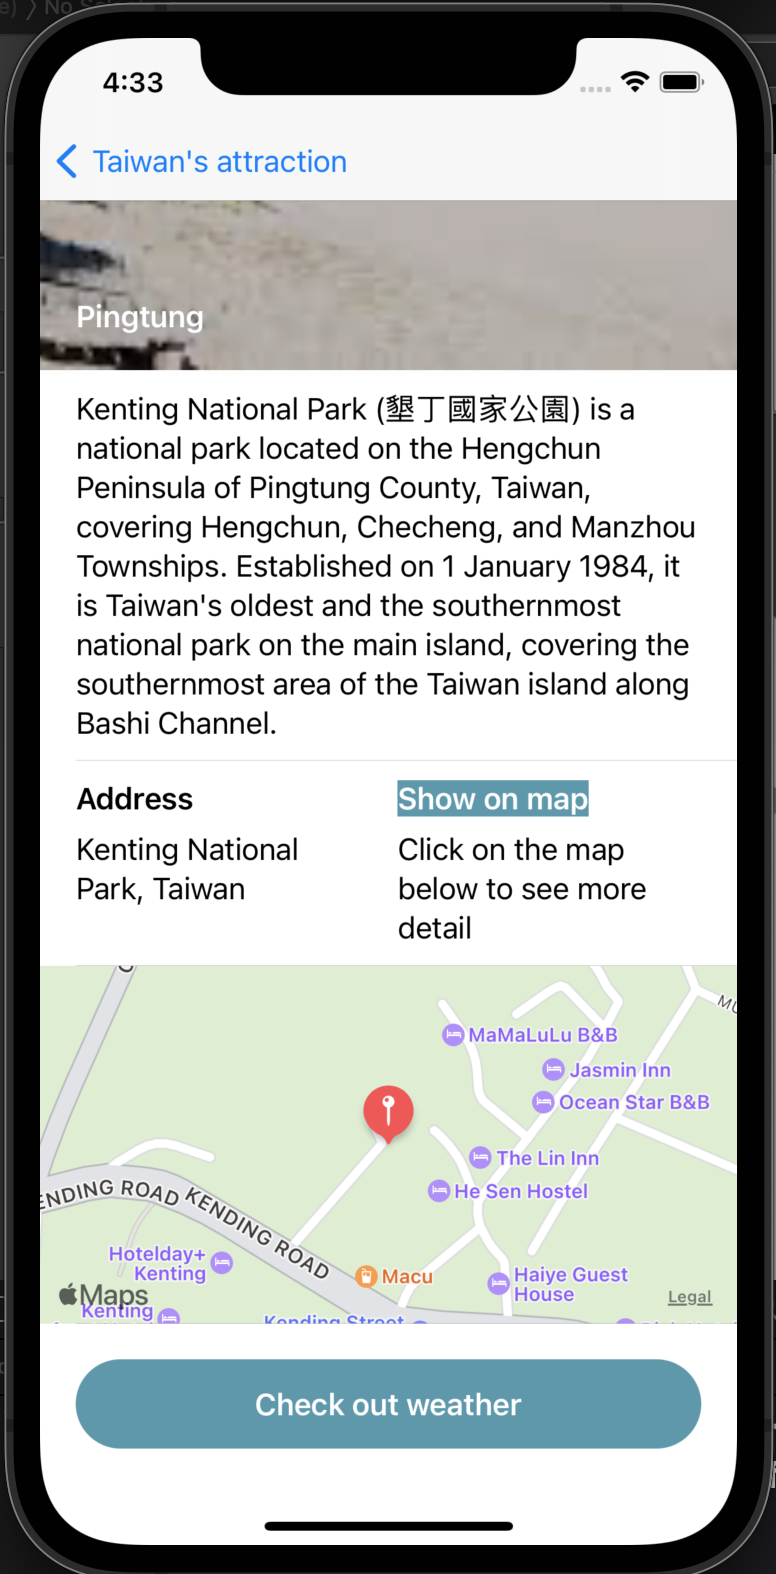 No
4:33
Taiwan's attraction
Pingtung
Kenting National Park (墾丁國家公園) is a
national park located on the Hengchun
Peninsula of Pingtung County, Taiwan,
covering Hengchun, Checheng, and Manzhou
Townships. Established on 1 January 1984, it
is Taiwan's oldest and the southernmost
national park on the main island, covering the
southernmost area of the Taiwan island along
Bashi Channel.
Address
Show on map
Kenting National
Park, Taiwan
Click on the map
below to see more
detail
MaMaLuLu B&B
Jasmin Inn
Ocean Star B&B
The Lin Inn
He Sen Hostel
KENDING ROAD
Hotelday+
Kenting
Macu
Haiye Guest
House
Maps
Legal
Kenting
Kending Street
Check out weather